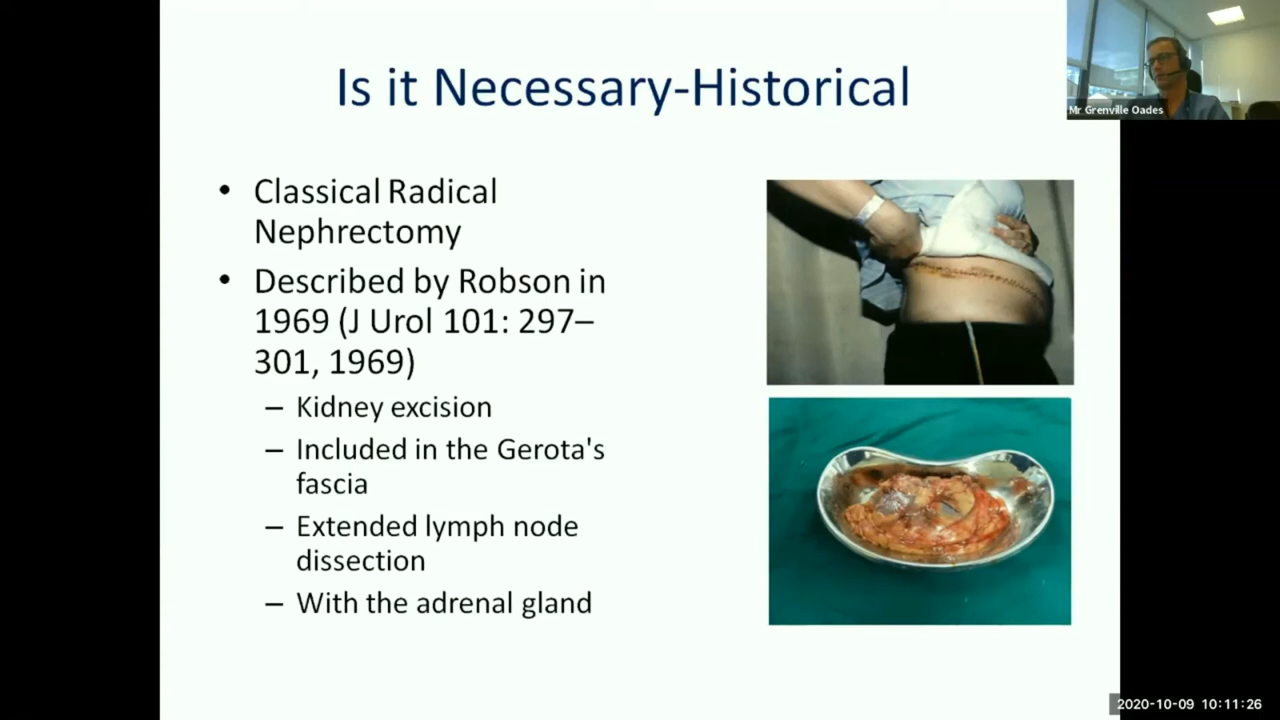 Is it Necessary-Historical
Mr Grenville Oades
• Classical Radical
Nephrectomy
• Described by Robson in
1969 (J Urol 101: 297–
301, 1969)
– Kidney excision
– Included in the Gerota's
fascia
– Extended lymph node
dissection
– With the adrenal gland
2020-10-09 10:11:26